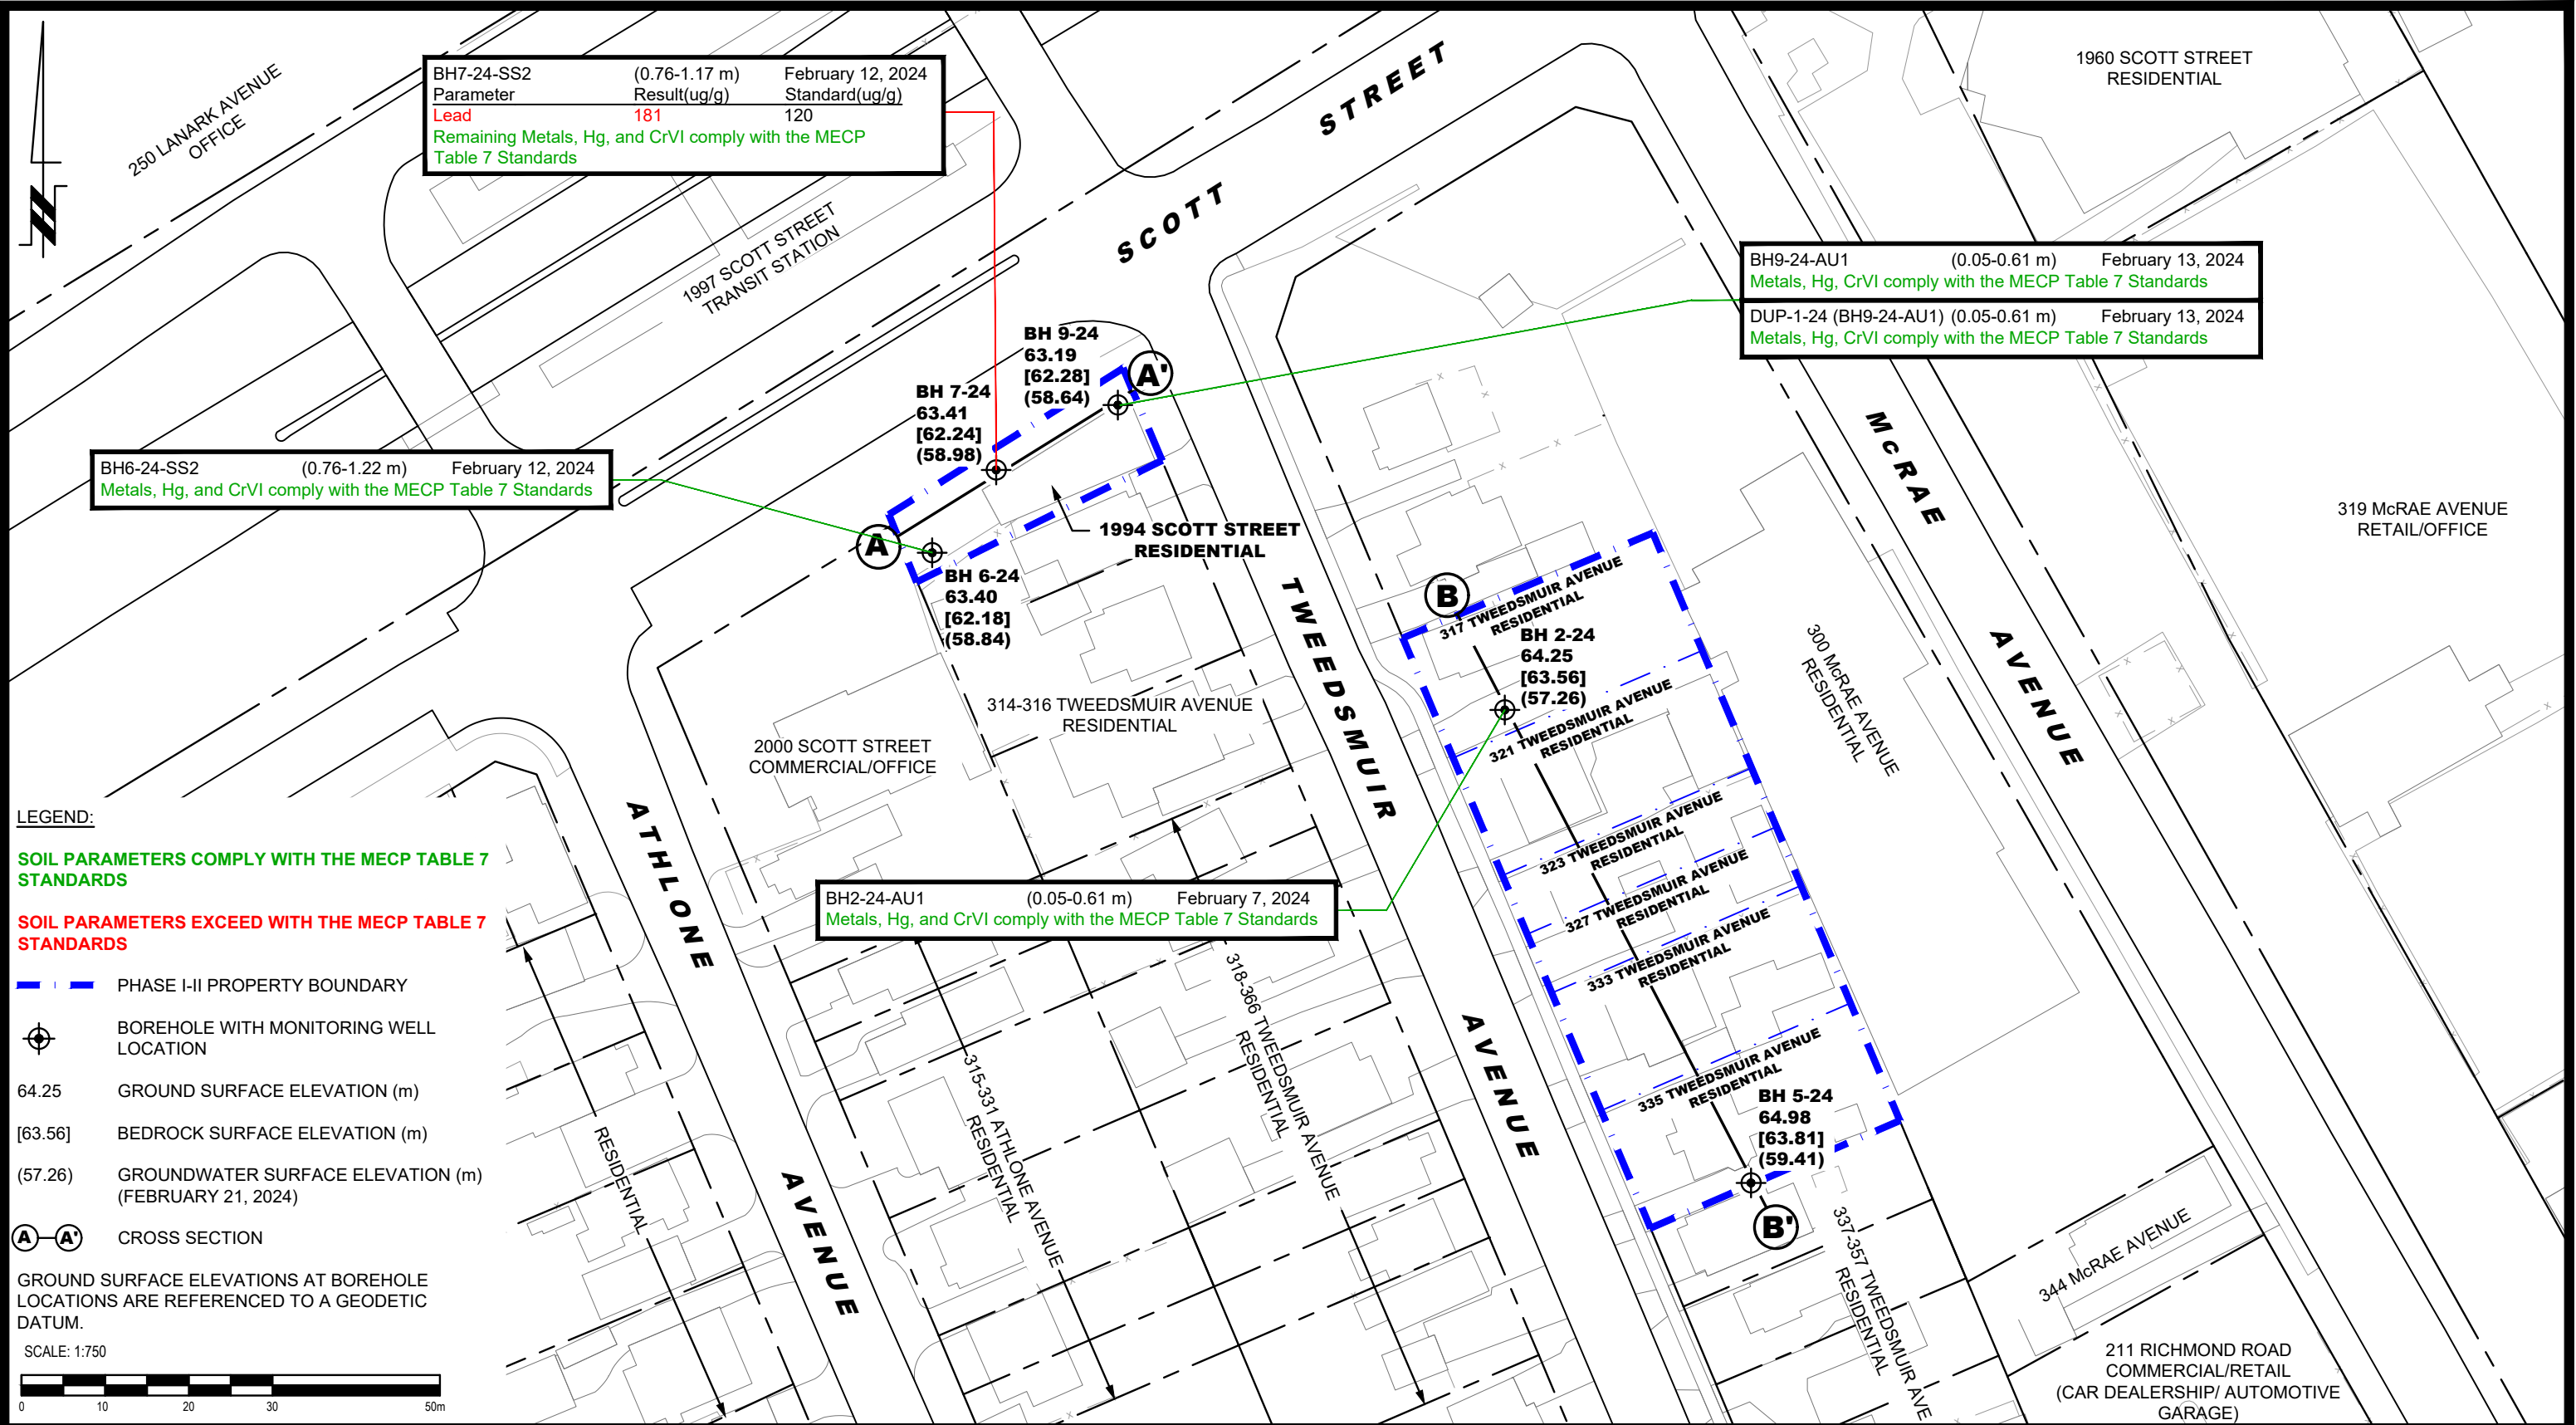 BH7-24-SS2 (0.76-1.17 m) February 12, 2024
Parameter Result(ug/g) Standard(ug/g)
Lead 181 120
Remaining Metals, Hg, and CrVI comply with the MECP
Table 7 Standards
250 LANARK AVENUE
OFFICE
1997 SCOTT STREET
TRANSIT STATION
SCOTT STREET
1960 SCOTT STREET
RESIDENTIAL
BH9-24-AU1 (0.05-0.61 m) February 13, 2024
Metals, Hg, CrVI comply with the MECP Table 7 Standards
DUP-1-24 (BH9-24-AU1) (0.05-0.61 m) February 13, 2024
Metals, Hg, CrVI comply with the MECP Table 7 Standards
BH 9-24
63.19
[62.28]
(58.64)
A'
BH 7-24
63.41
[62.24]
(58.98)
BH6-24-SS2 (0.76-1.22 m) February 12, 2024
Metals, Hg, and CrVI comply with the MECP Table 7 Standards
A
1994 SCOTT STREET
RESIDENTIAL
BH 6-24
63.40
[62.18]
(58.84)
McRAE AVENUE
319 McRAE AVENUE
RETAIL/OFFICE
TWEEDSMUIR AVENUE
B
317 TWEEDSMUIR AVENUE
RESIDENTIAL
BH 2-24
64.25
[63.56]
(57.26)
321 TWEEDSMUIR AVENUE
RESIDENTIAL
300 McRAE AVENUE
RESIDENTIAL
314-316 TWEEDSMUIR AVENUE
RESIDENTIAL
2000 SCOTT STREET
COMMERCIAL/OFFICE
323 TWEEDSMUIR AVENUE
RESIDENTIAL
327 TWEEDSMUIR AVENUE
RESIDENTIAL
333 TWEEDSMUIR AVENUE
RESIDENTIAL
335 TWEEDSMUIR AVENUE
RESIDENTIAL
BH2-24-AU1 (0.05-0.61 m) February 7, 2024
Metals, Hg, and CrVI comply with the MECP Table 7 Standards
ATHLONE AVENUE
BH 5-24
64.98
[63.81]
(59.41)
B'
RESIDENTIAL
315-331 ATHLONE AVENUE
RESIDENTIAL
318-366 TWEEDSMUIR AVENUE
RESIDENTIAL
337-357 TWEEDSMUIR AVE
RESIDENTIAL
344 McRAE AVENUE
211 RICHMOND ROAD
COMMERCIAL/RETAIL
(CAR DEALERSHIP/ AUTOMOTIVE
GARAGE)
LEGEND:
SOIL PARAMETERS COMPLY WITH THE MECP TABLE 7
STANDARDS
SOIL PARAMETERS EXCEED WITH THE MECP TABLE 7
STANDARDS
PHASE I-II PROPERTY BOUNDARY
BOREHOLE WITH MONITORING WELL
LOCATION
64.25 GROUND SURFACE ELEVATION (m)
[63.56] BEDROCK SURFACE ELEVATION (m)
(57.26) GROUNDWATER SURFACE ELEVATION (m)
(FEBRUARY 21, 2024)
A A' CROSS SECTION
GROUND SURFACE ELEVATIONS AT BOREHOLE
LOCATIONS ARE REFERENCED TO A GEODETIC
DATUM.
SCALE: 1:750
0 10 20 30 50m